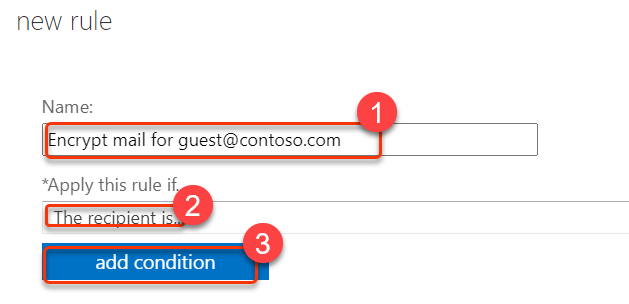 new rule
Name:
1
Encrypt mail for guest@contoso.com
*Apply this rule if...
The recipient is...
2
3
add condition